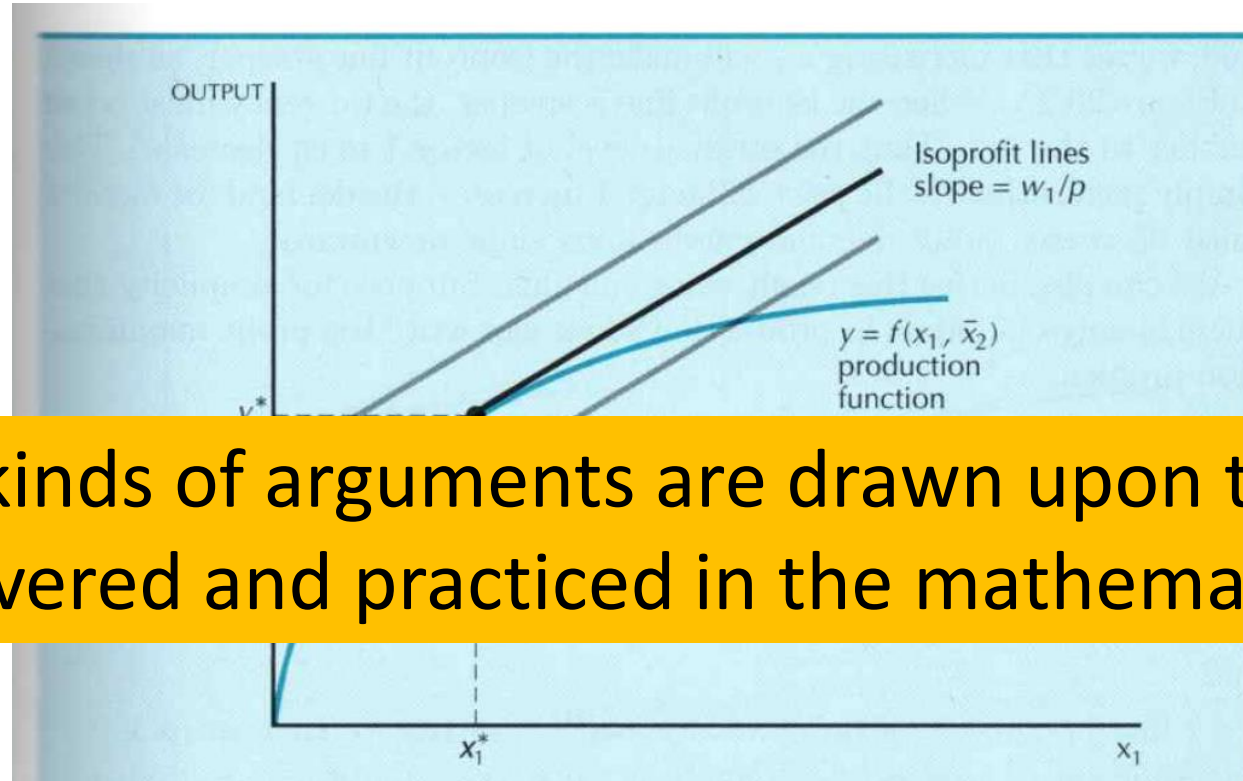 OUTPUT
Isoprofit lines
slope = w₁/p
y = f(x₁, x̄₂)
production
function
y*
kinds of arguments are drawn upon t
vered and practiced in the mathema
x₁*
x₁